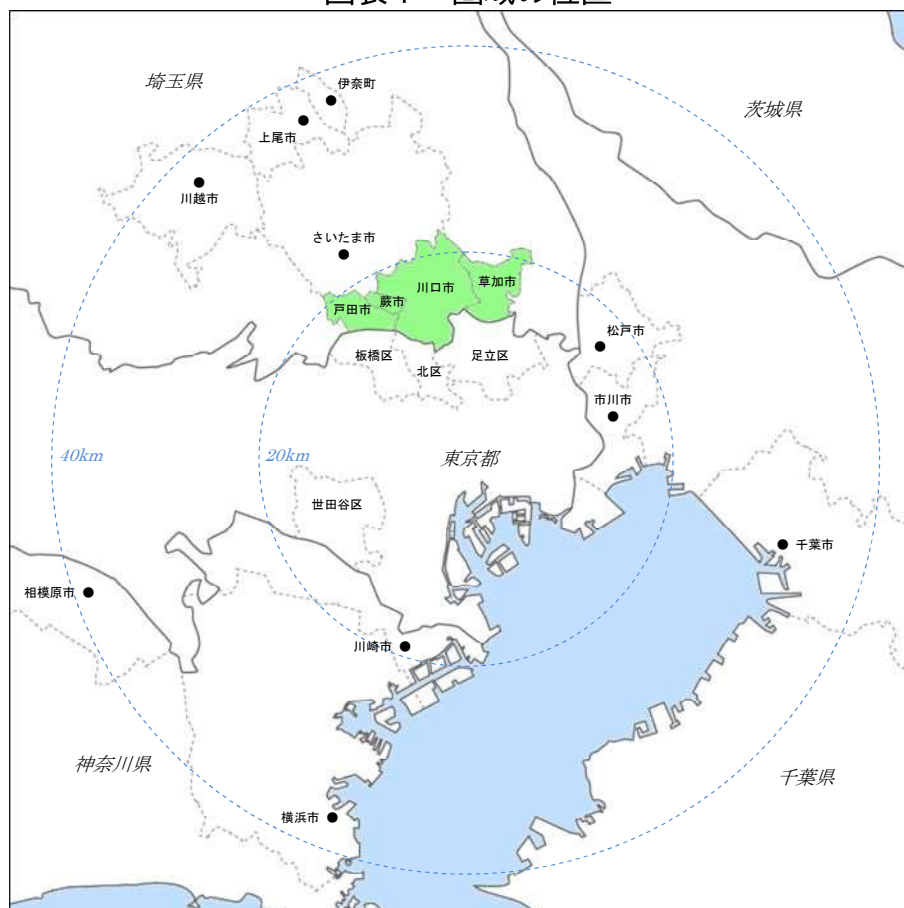 埼玉県
伊奈町
茨城県
上尾市
川越市
さいたま市
川口市
草加市
蕨市
戸田市
松戸市
板橋区
足立区
北区
市川市
40km
20km
東京都
世田谷区
千葉市
相模原市
川崎市
神奈川県
千葉県
横浜市